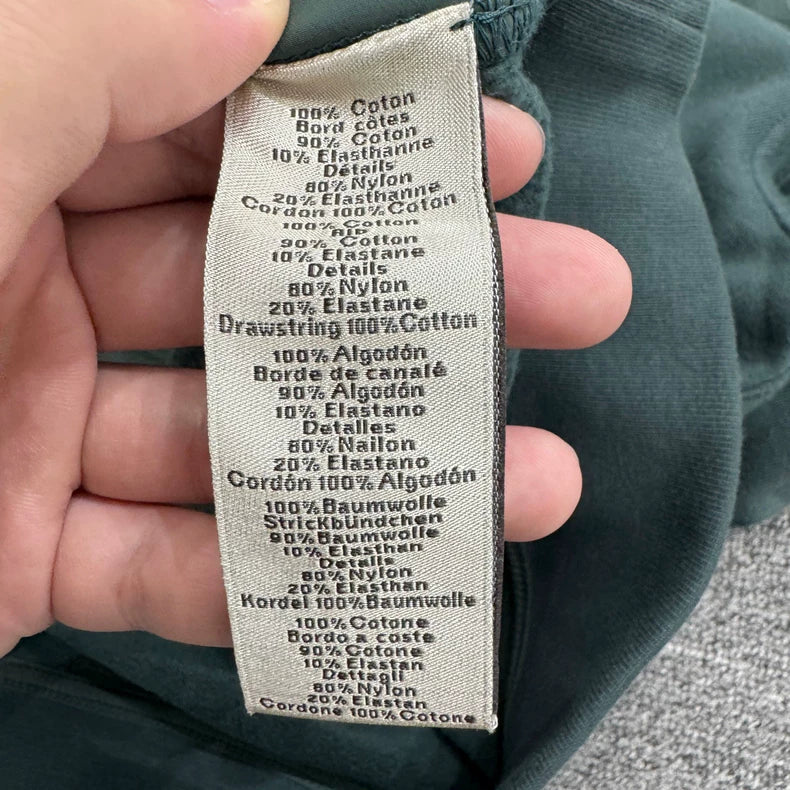 100% Coton
Bord côtes
90% Coton
10% Elasthanne
Détails
80% Nylon
20% Elasthanne
Cordon 100% Coton
100% Cotton
RIP
90% Cotton
10% Elastane
Details
80% Nylon
20% Elastane
Drawstring 100% Cotton
100% Algodón
Borde de canalé
90% Algodón
10% Elastano
Detalles
80% Nailon
20% Elastano
Cordón 100% Algodón
100% Baumwolle
StricKbündchen
90% Baumwolle
10% Elasthan
Details
80% Nylon
20% Elasthan
Kordel 100% Baumwolle
100% Cotone
Bordo a coste
90% Cotone
10% Elastan
Dettagli
80% Nylon
20% Elastan
Cordone 100% Cotone